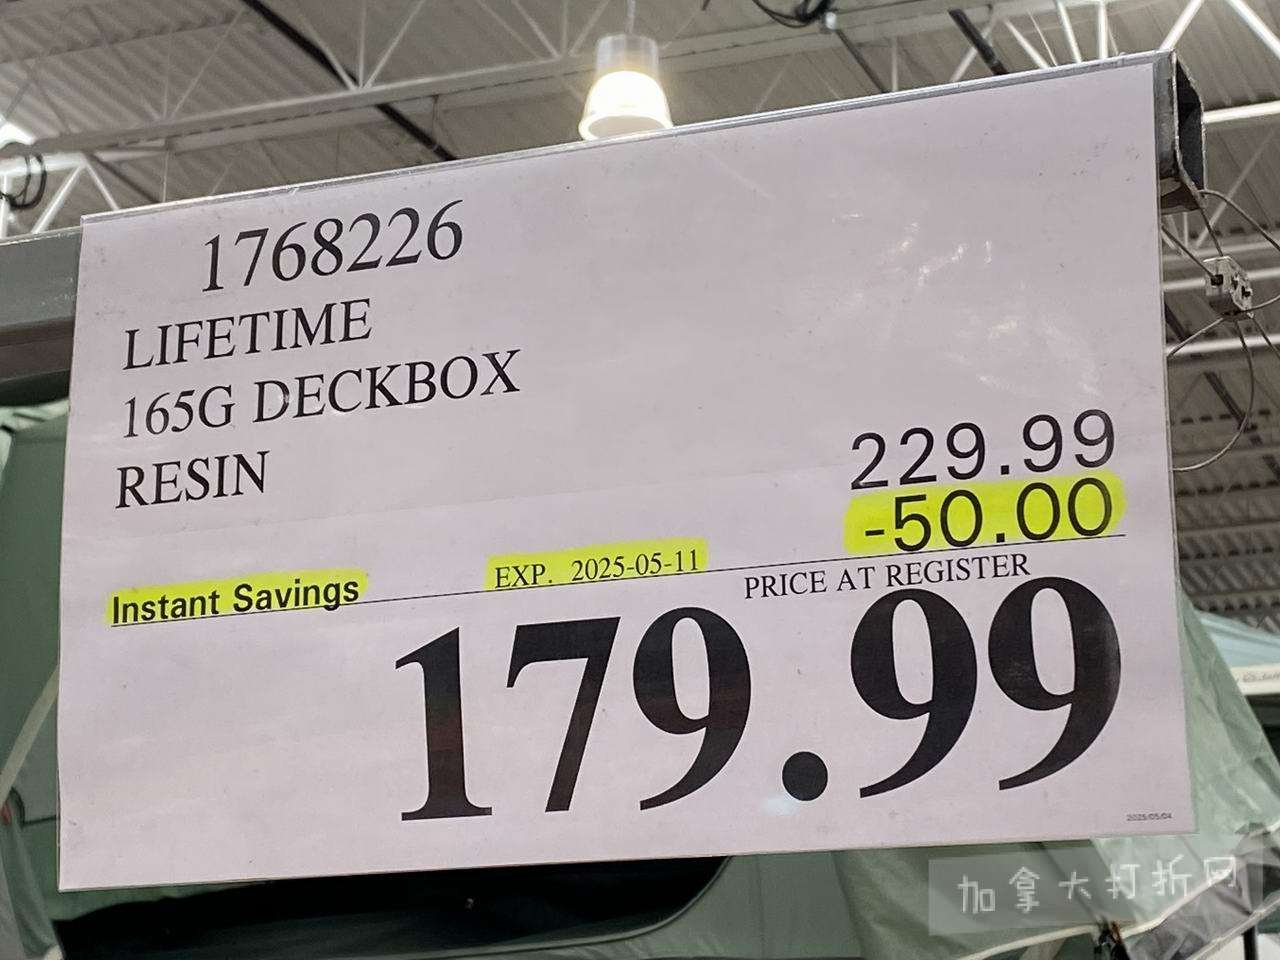 1768226
LIFETIME
165G DECKBOX
RESIN
229.99
-50.00
Instant Savings
EXP. 2025-05-11
PRICE AT REGISTER
179.99
2025/05/04
加拿大打折网